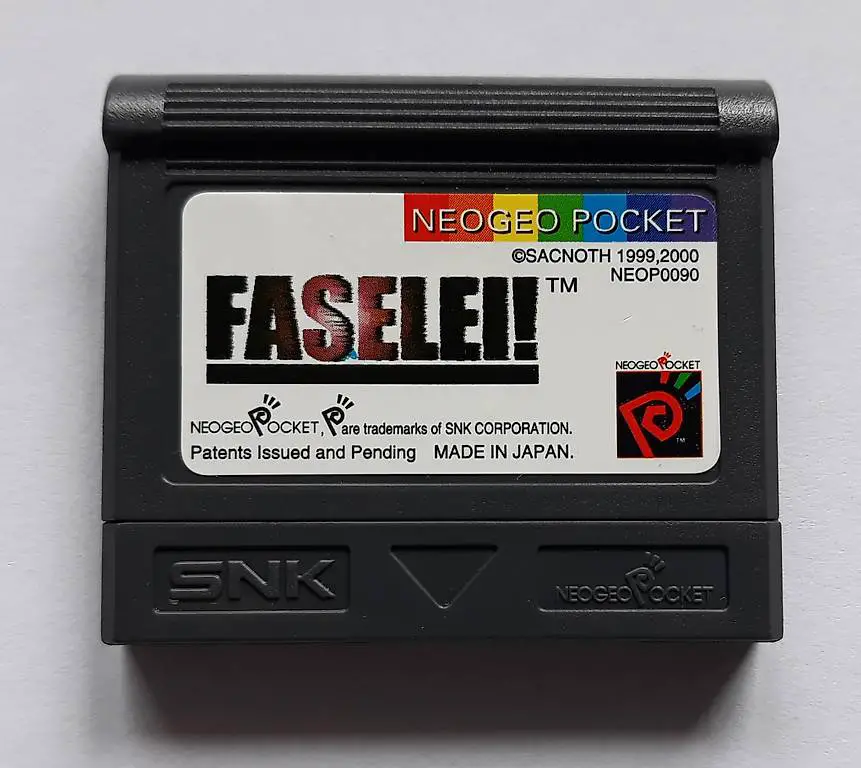 NEOGEO POCKET
©SACNOTH 1999,2000
NEOP0090
FASELEI!™
NEOGEO POCKET
™
NEOGEO POCKET, P are trademarks of SNK CORPORATION.
Patents Issued and Pending MADE IN JAPAN.
SNK
NEOGEO POCKET